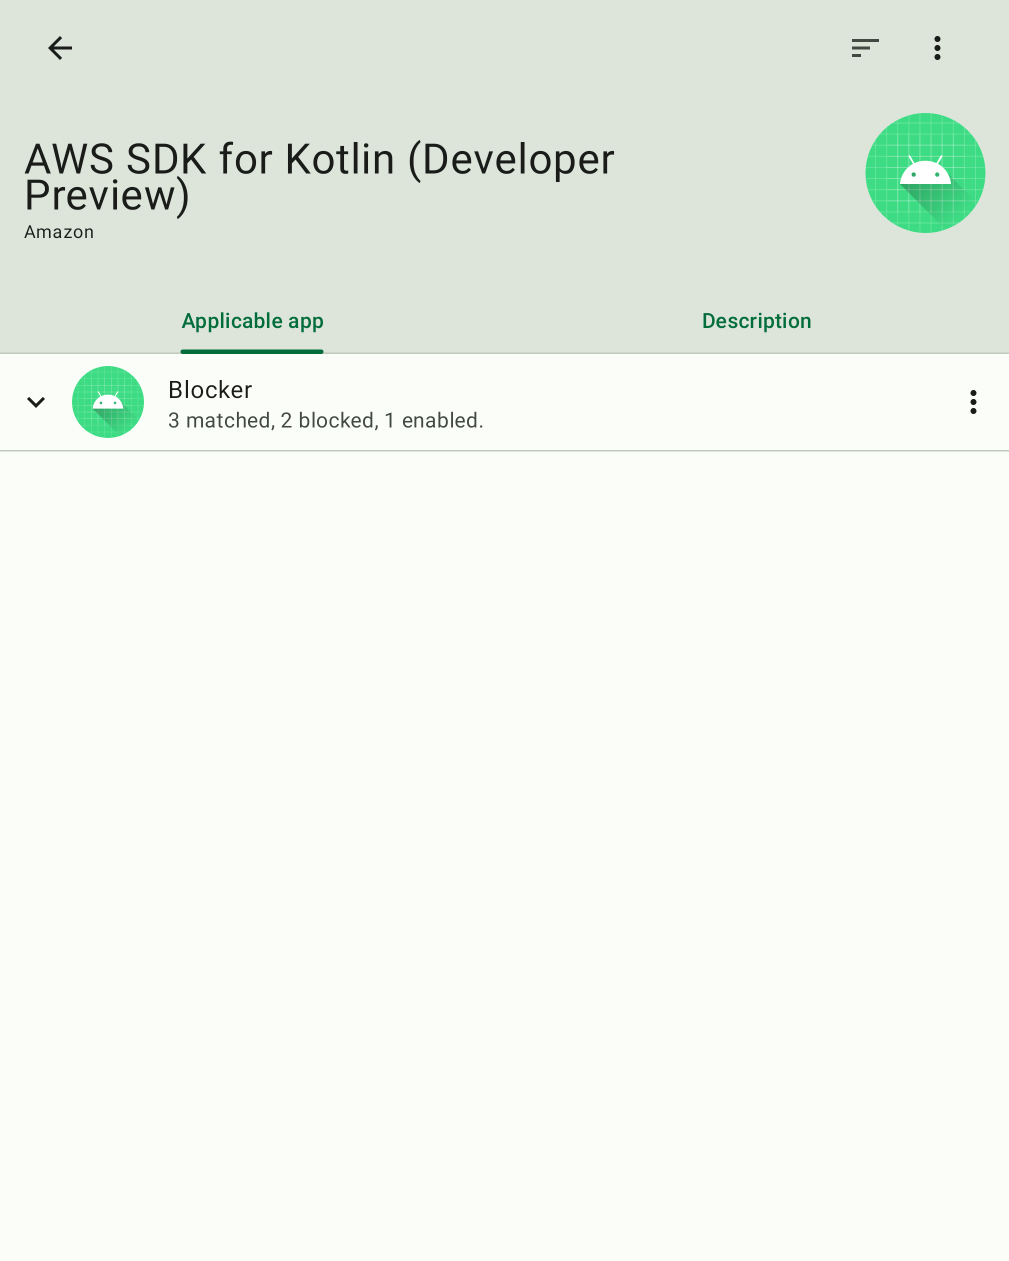 AWS SDK for Kotlin (Developer
Preview)
Amazon
Applicable app
Description
Blocker
3 matched, 2 blocked, 1 enabled.